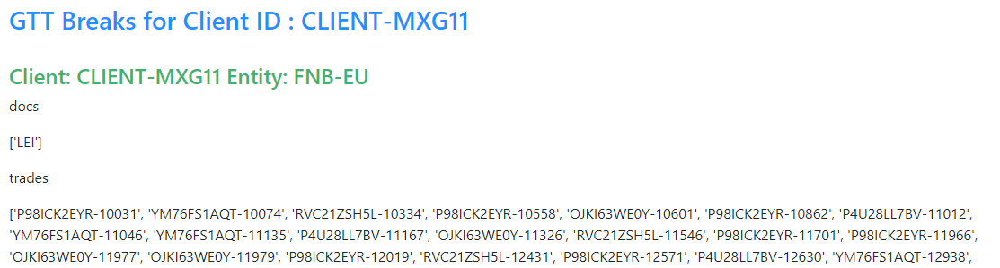 GTT Breaks for Client ID : CLIENT-MXG11
Client: CLIENT-MXG11 Entity: FNB-EU
docs
['LEI']
trades
['P98ICK2EYR-10031', 'YM76FS1AQT-10074', 'RVC21ZSH5L-10334', 'P98ICK2EYR-10558', 'OJKI63WE0Y-10601', 'P98ICK2EYR-10862', 'P4U28LL7BV-11012',
'YM76FS1AQT-11046', 'YM76FS1AQT-11135', 'P4U28LL7BV-11167', 'OJKI63WE0Y-11326', 'RVC21ZSH5L-11546', 'P98ICK2EYR-11701', 'P98ICK2EYR-11966',
'OJKI63WE0Y-11977', 'OJKI63WE0Y-11979', 'P98ICK2EYR-12019', 'RVC21ZSH5L-12431', 'P98ICK2EYR-12571', 'P4U28LL7BV-12630', 'YM76FS1AQT-12938',